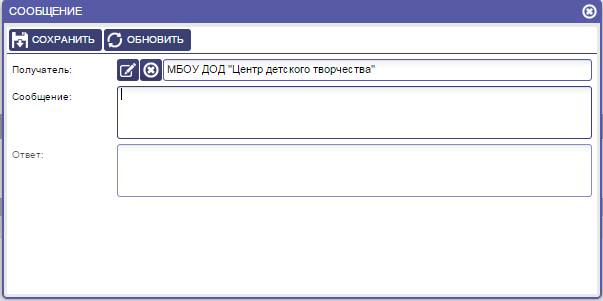 СООБЩЕНИЕ
СОХРАНИТЬ ОБНОВИТЬ
Получатель: МБОУ ДОД "Центр детского творчества"
Сообщение:
Ответ: